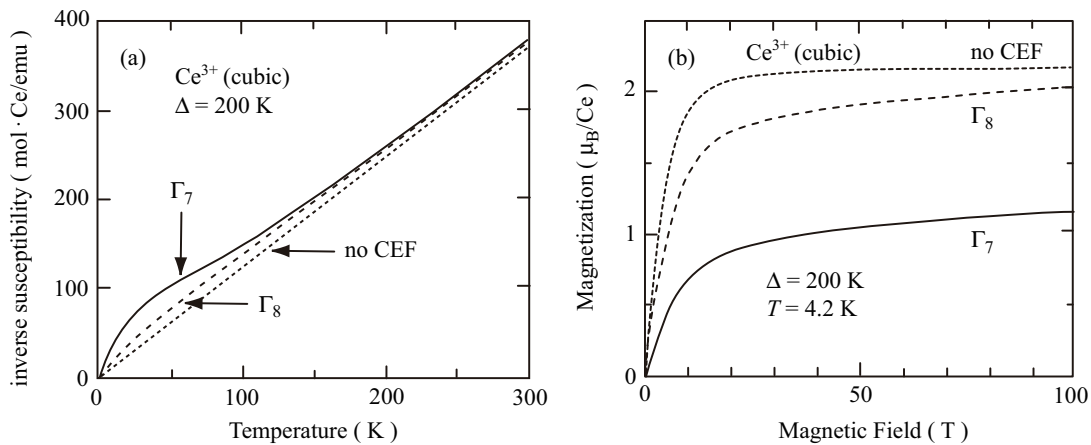 (a)
Ce³⁺ (cubic)
Δ = 200 K
Γ₇
no CEF
Γ₈
400
300
200
100
0
0
100
200
300
inverse susceptibility ( mol · Ce/emu )
Temperature ( K )
Ce³⁺ (cubic)
no CEF
(b)
Γ₈
Γ₇
Δ = 200 K
T = 4.2 K
2
1
0
0
50
100
Magnetization ( μB/Ce )
Magnetic Field ( T )